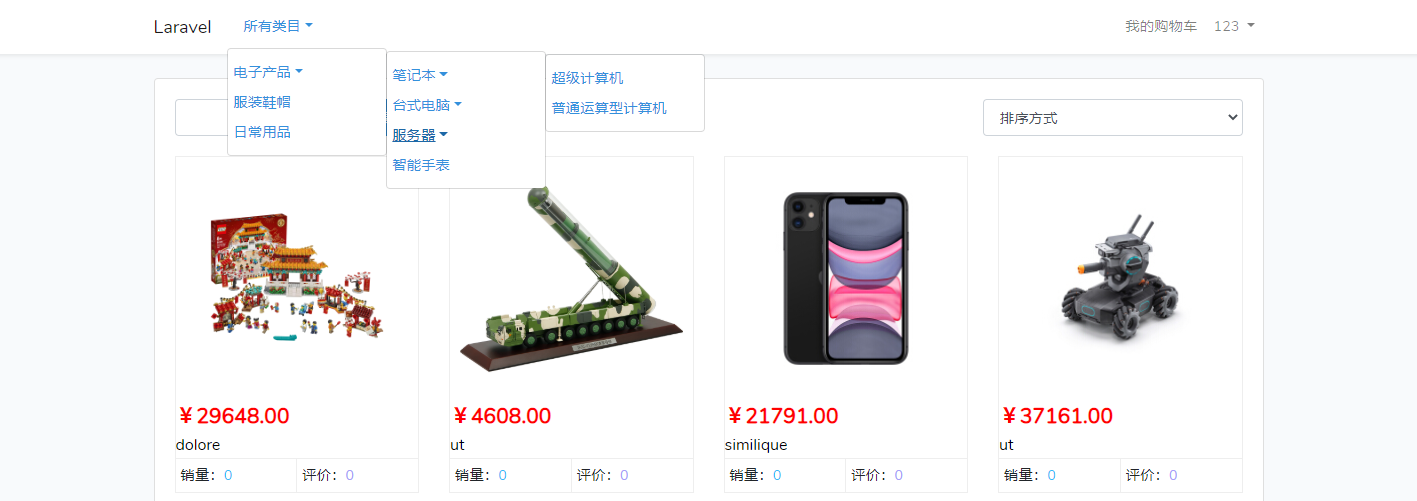 Laravel 所有类目 我的购物车 123
电子产品
服装鞋帽
日常用品
笔记本
台式电脑
服务器
智能手表
超级计算机
普通运算型计算机
排序方式
￥29648.00
dolore
销量：0 评价：0
￥4608.00
ut
销量：0 评价：0
￥21791.00
similique
销量：0 评价：0
￥37161.00
ut
销量：0 评价：0